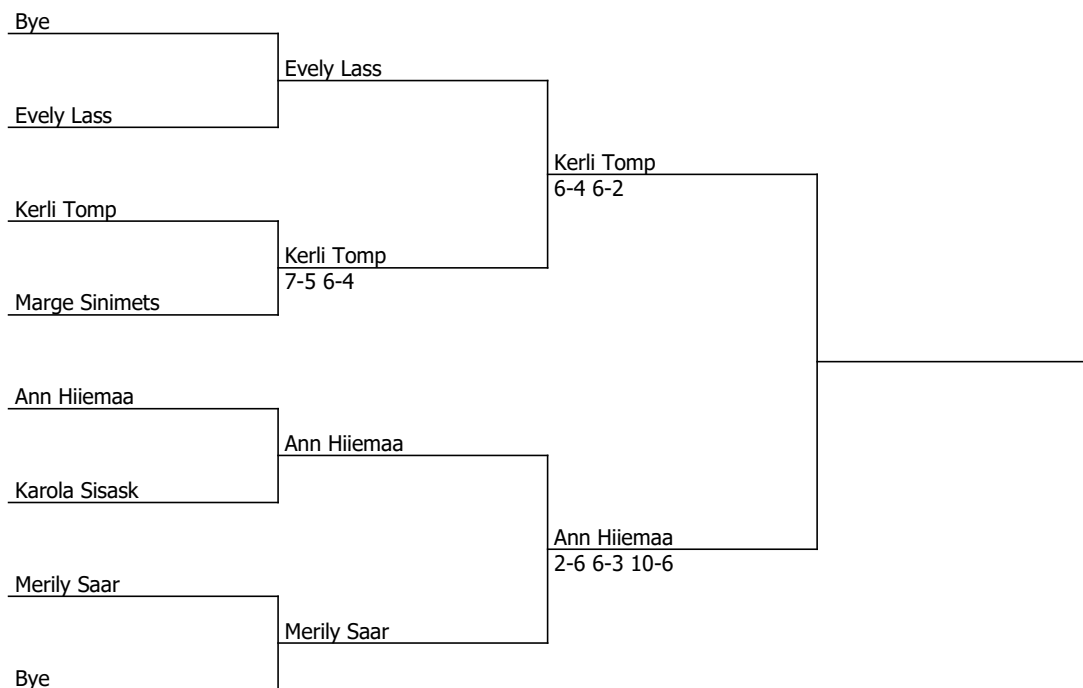 Bye
Evely Lass
Evely Lass
Kerli Tomp
6-4 6-2
Kerli Tomp
Kerli Tomp
7-5 6-4
Marge Sinimets
Ann Hiiemaa
Ann Hiiemaa
Karola Sisask
Ann Hiiemaa
2-6 6-3 10-6
Merily Saar
Merily Saar
Bye